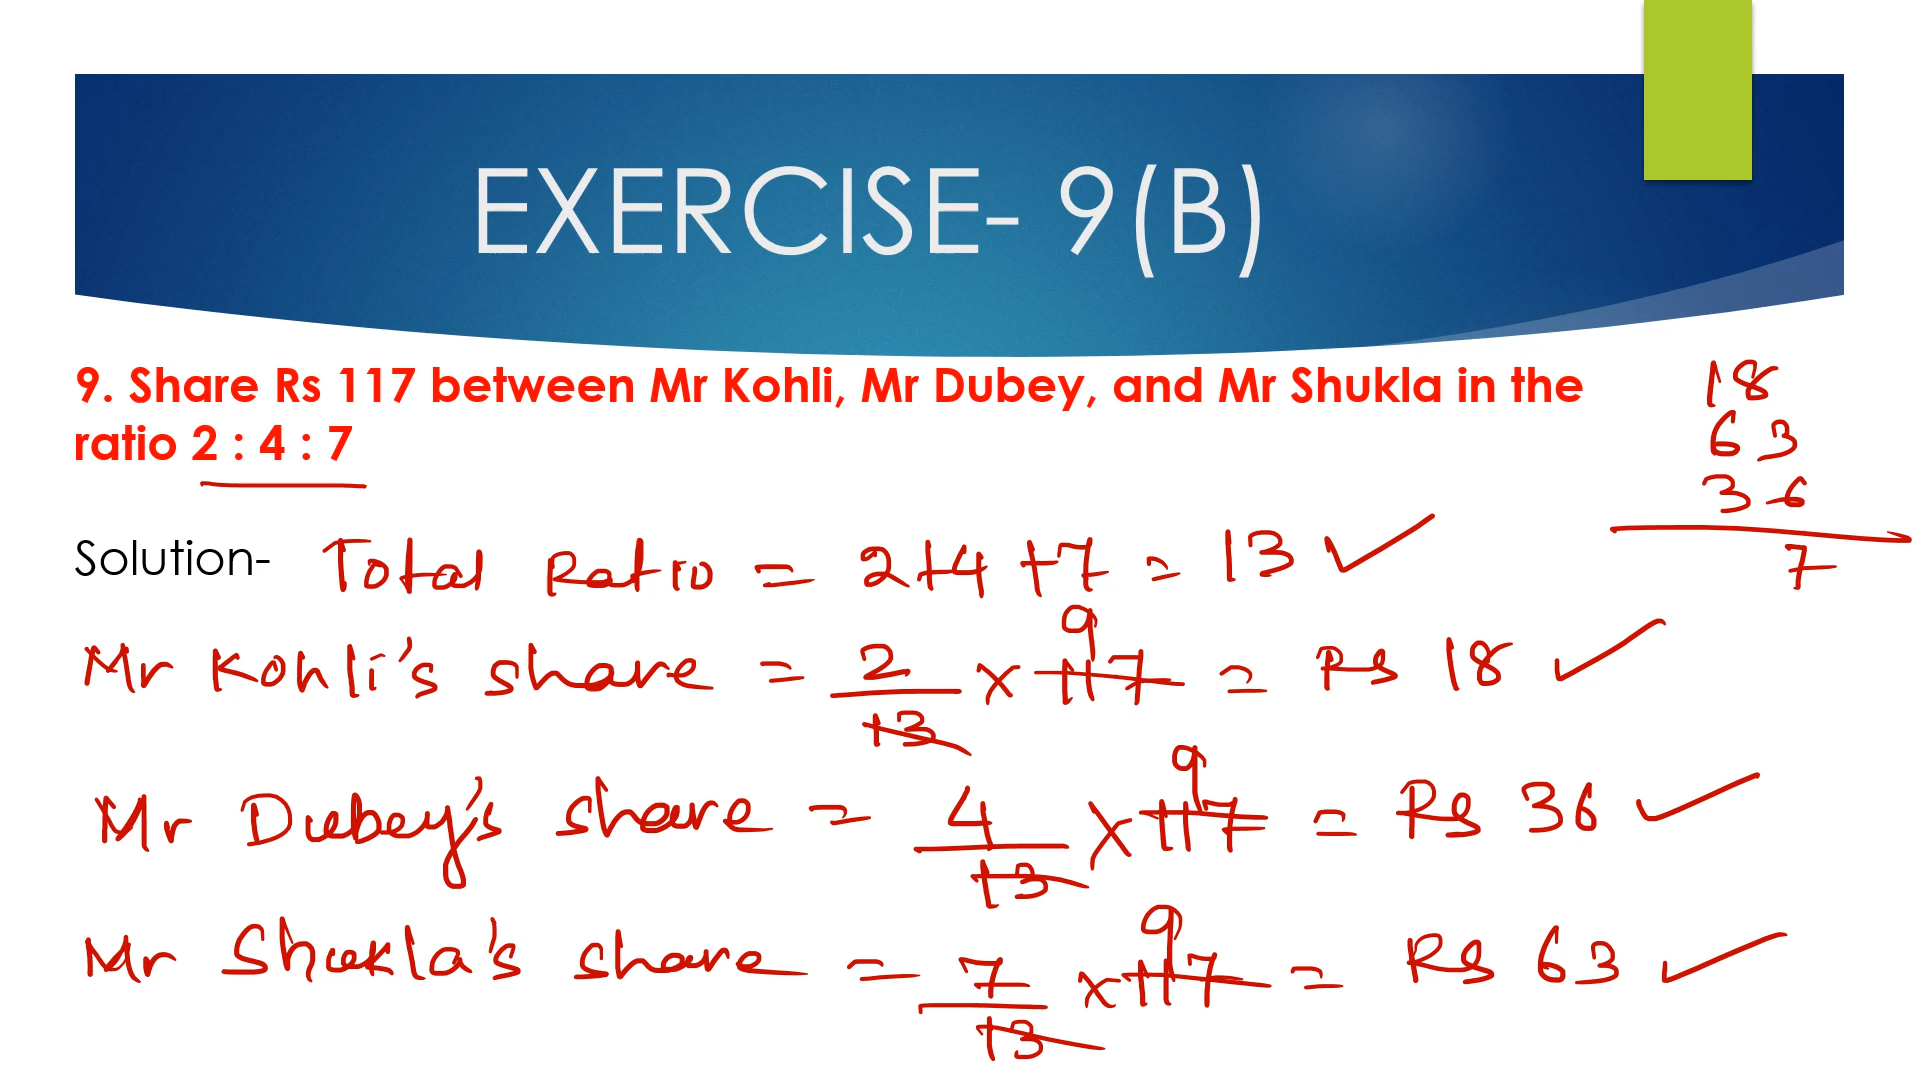 EXERCISE- 9(B)
9. Share Rs 117 between Mr Kohli, Mr Dubey, and Mr Shukla in the
ratio 2 : 4 : 7
18
63
36
7
Solution- Total Ratio = 2+4+7 = 13 ✓
Mr Kohli's share = 2/13 × 117 9 = Rs 18 ✓
Mr Dubey's share = 4/13 × 117 9 = Rs 36 ✓
Mr Shukla's share = 7/13 × 117 9 = Rs 63 ✓